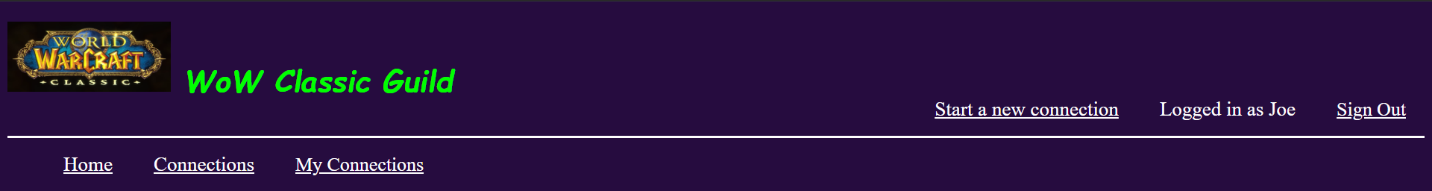 WORLD
WARCRAFT
CLASSIC
WoW Classic Guild
Start a new connection Logged in as Joe Sign Out
Home Connections My Connections